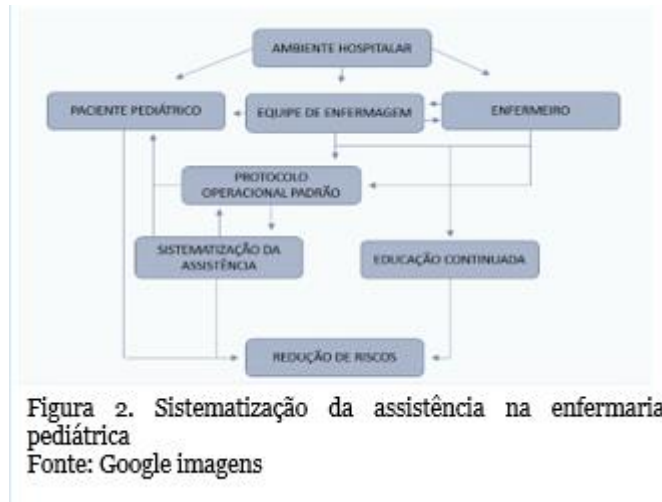 AMBIENTE HOSPITALAR
PACIENTE PEDIÁTRICO
EQUIPE DE ENFERMAGEM
ENFERMEIRO
PROTOCOLO
OPERACIONAL PADRÃO
SISTEMATIZAÇÃO DA
ASSISTÊNCIA
EDUCAÇÃO CONTINUADA
REDUÇÃO DE RISCOS
Figura 2. Sistematização da assistência na enfermaria
pediátrica
Fonte: Google imagens